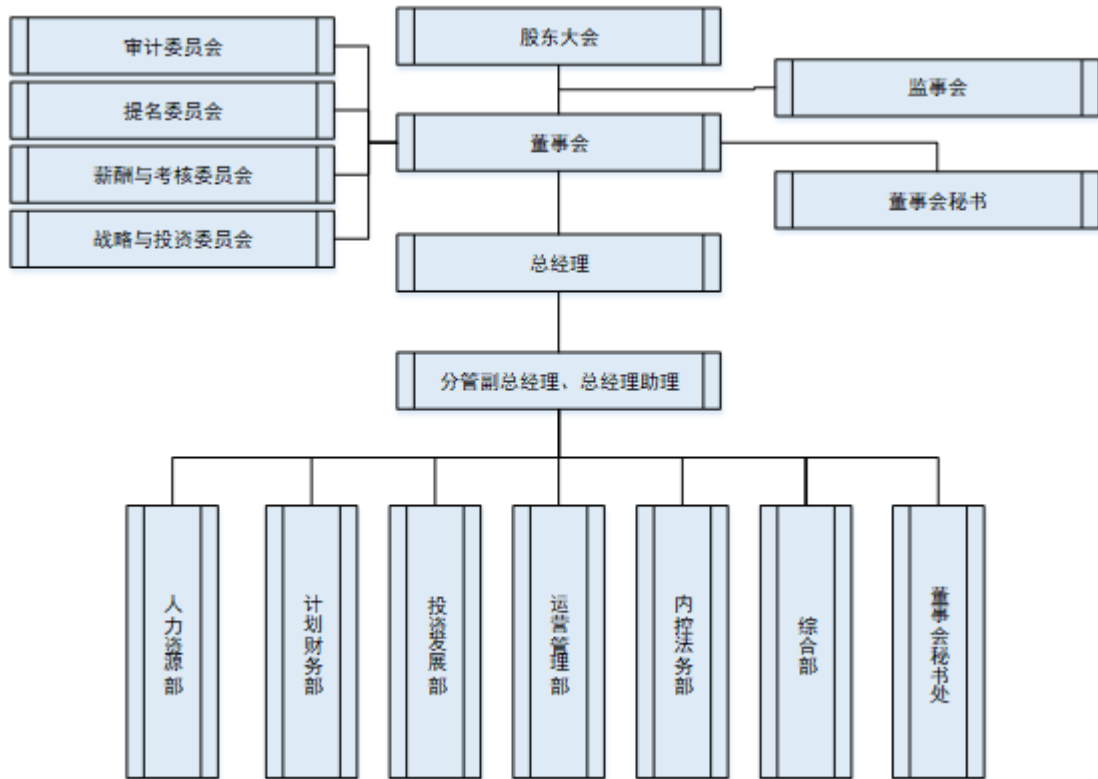 审计委员会
提名委员会
薪酬与考核委员会
战略与投资委员会
股东大会
监事会
董事会
董事会秘书
总经理
分管副总经理、总经理助理
人力资源部
计划财务部
投资发展部
运营管理部
内控法务部
综合部
董事会秘书处